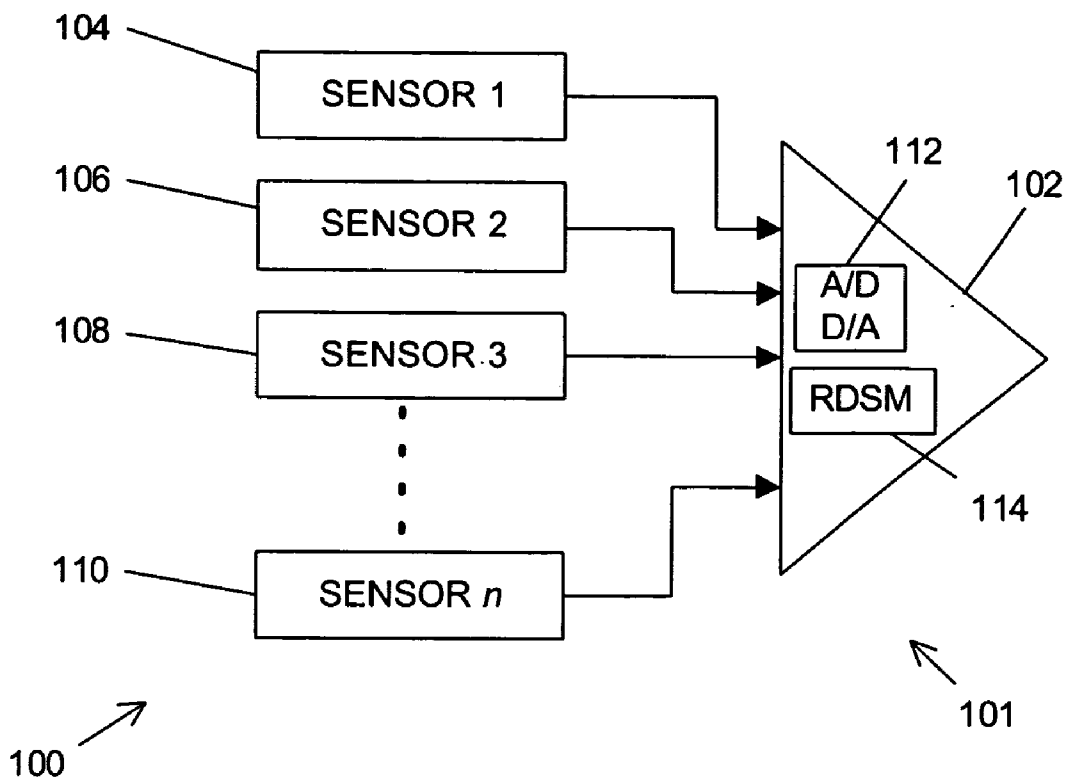 104
SENSOR 1
106
SENSOR 2
112
102
A/D
D/A
108
SENSOR 3
RDSM
114
110
SENSOR n
101
100